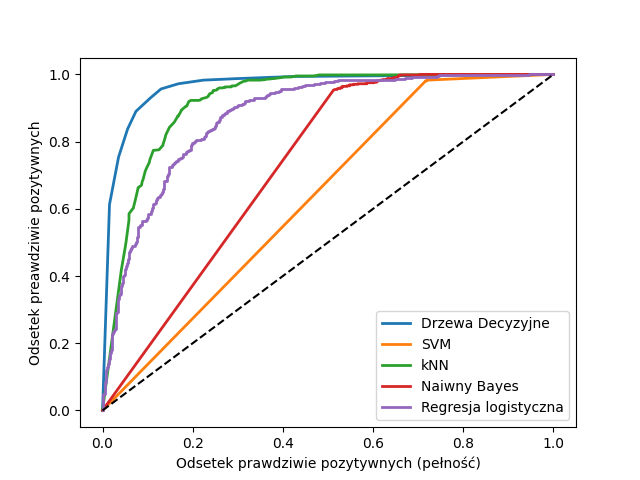 1.0
0.8
0.6
0.4
0.2
0.0
Odsetek preawdziwie pozytywnych
Drzewa Decyzyjne
SVM
kNN
Naiwny Bayes
Regresja logistyczna
0.0 0.2 0.4 0.6 0.8 1.0
Odsetek prawdziwie pozytywnych (pełność)